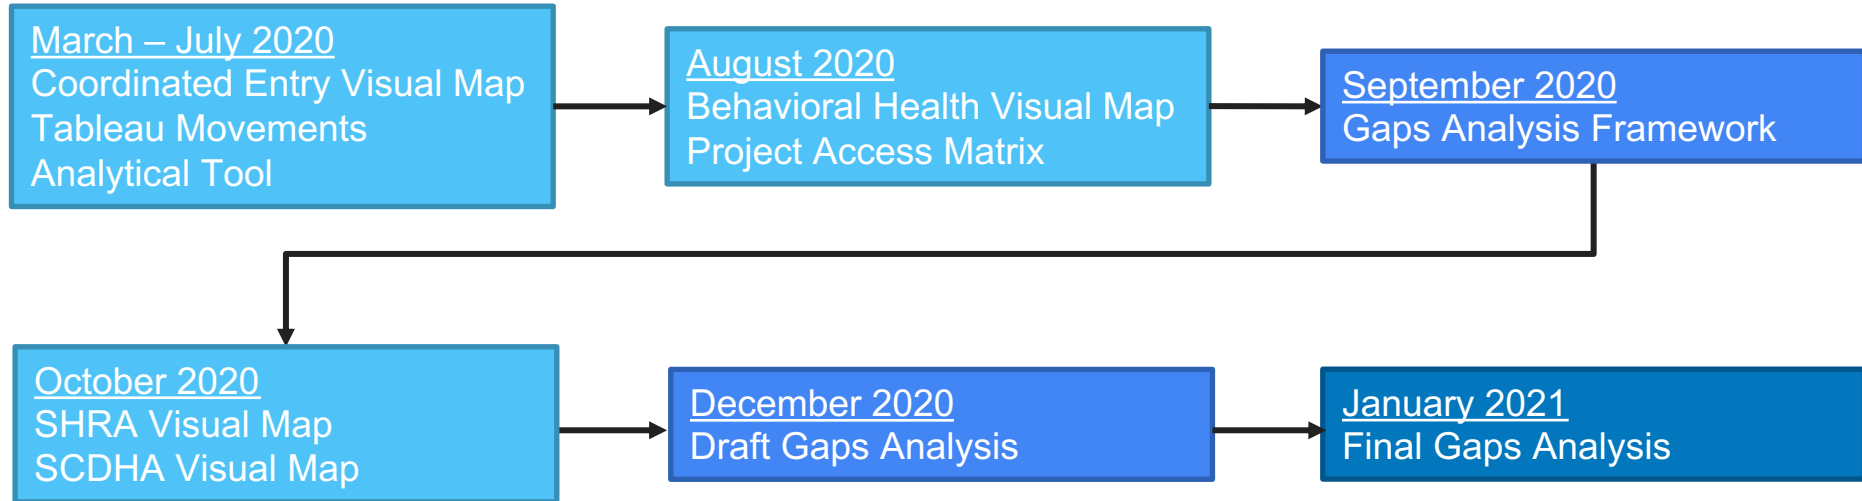 March – July 2020
Coordinated Entry Visual Map
Tableau Movements
Analytical Tool
August 2020
Behavioral Health Visual Map
Project Access Matrix
September 2020
Gaps Analysis Framework
October 2020
SHRA Visual Map
SCDHA Visual Map
December 2020
Draft Gaps Analysis
January 2021
Final Gaps Analysis